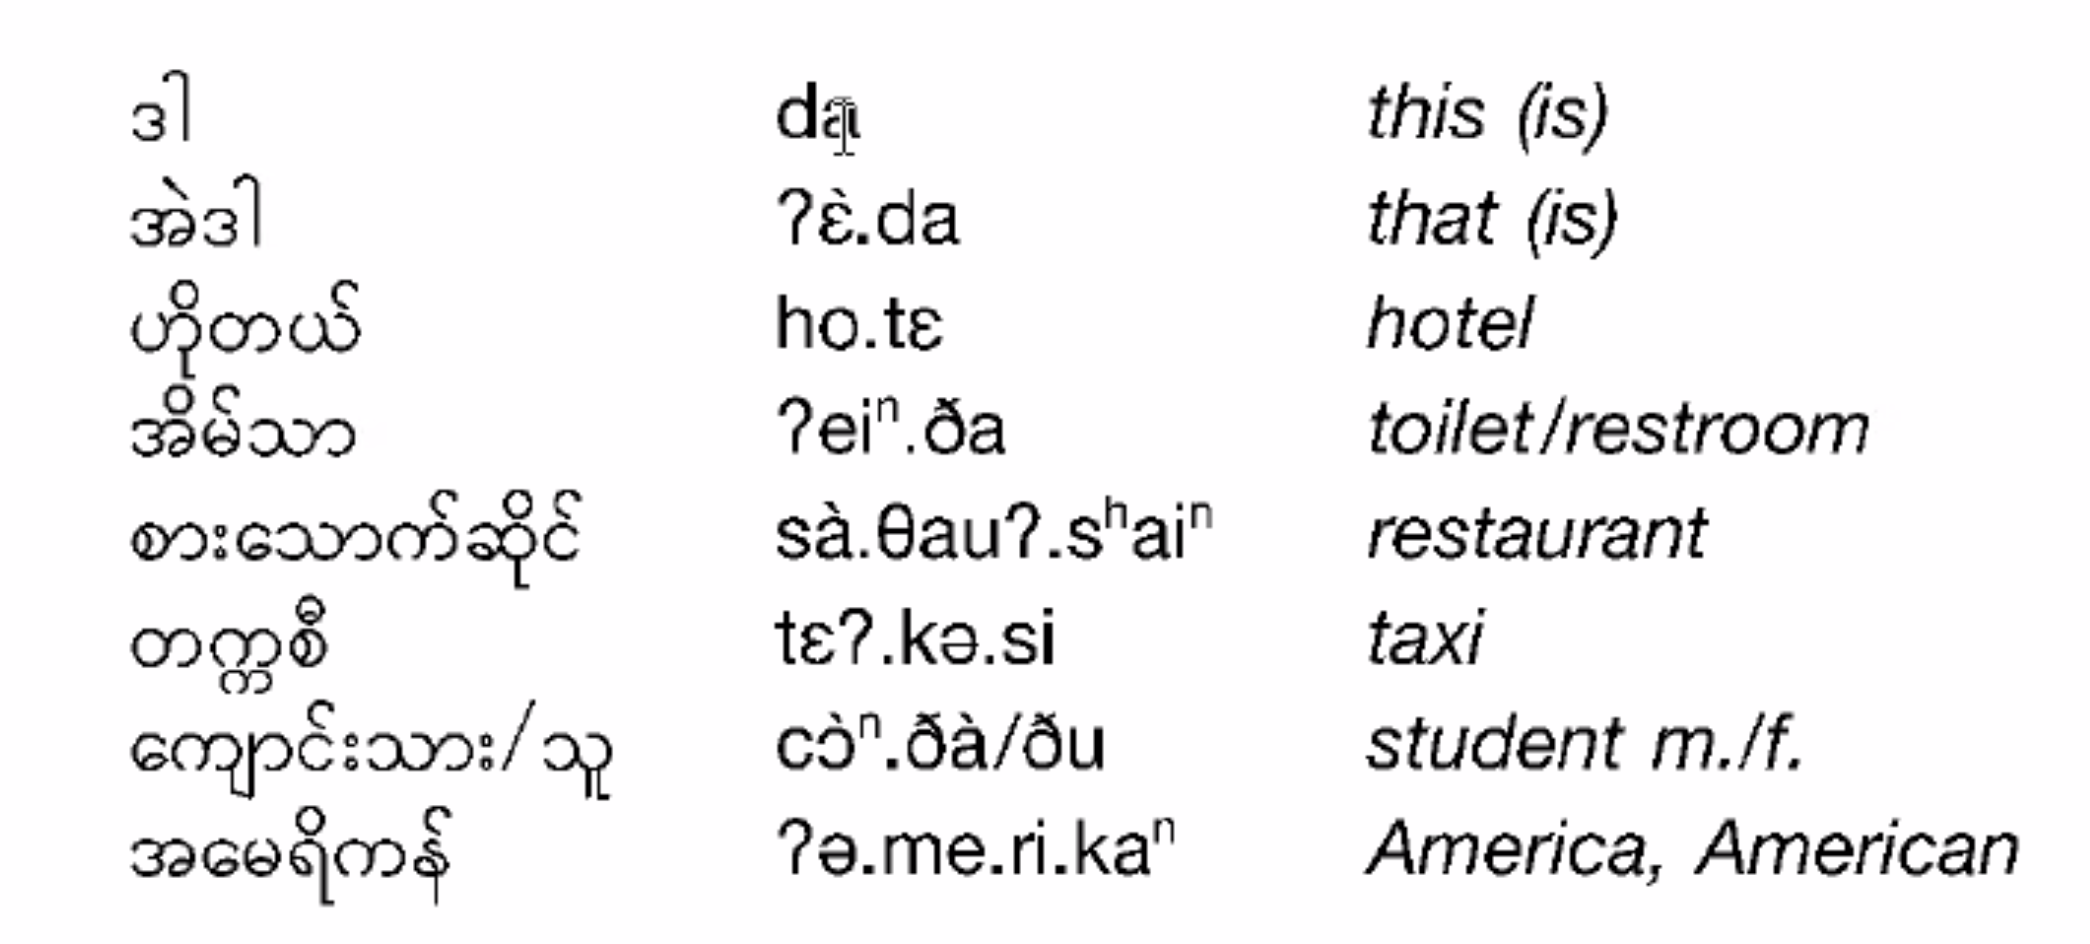 ဒါ da this (is)
အဲဒါ ʔɛ̀.da that (is)
ဟိုတယ် ho.tɛ hotel
အိမ်သာ ʔeiⁿ.ða toilet/restroom
စားသောက်ဆိုင် sà.θauʔ.sʰaiⁿ restaurant
တက္ကစီ tɛʔ.kə.si taxi
ကျောင်းသား/သူ cɔ̀ⁿ.ðà/ðu student m./f.
အမေရိကန် ʔə.me.ri.kaⁿ America, American